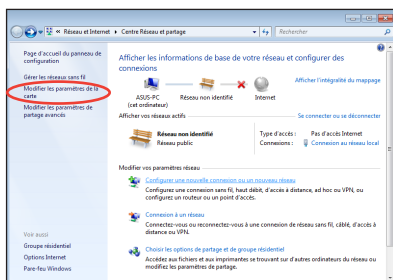 « Réseau et Internet ▸ Centre Réseau et partage
Rechercher
Page d'accueil du panneau de
configuration
Gérer les réseaux sans fil
Modifier les paramètres de la
carte
Modifier les paramètres de
partage avancés
Voir aussi
Groupe résidentiel
Options Internet
Pare-feu Windows
Afficher les informations de base de votre réseau et configurer des
connexions
Afficher l'intégralité du mappage
ASUS-PC
(cet ordinateur)
Réseau non identifié
Internet
Afficher vos réseaux actifs
Se connecter ou se déconnecter
Réseau non identifié
Réseau public
Type d'accès : Pas d'accès Internet
Connexions : Connexion au réseau local
Modifier vos paramètres réseau
Configurer une nouvelle connexion ou un nouveau réseau
Configurez une connexion sans fil, haut débit, d'accès à distance, ad hoc ou VPN, ou
configurez un routeur ou un point d'accès.
Connexion à un réseau
Connectez-vous ou reconnectez-vous à une connexion de réseau sans fil, câblé, d'accès à
distance ou VPN.
Choisir les options de partage et de groupe résidentiel
Accédez aux fichiers et aux imprimantes se trouvant sur d'autres ordinateurs du réseau ou
modifiez les paramètres de partage.